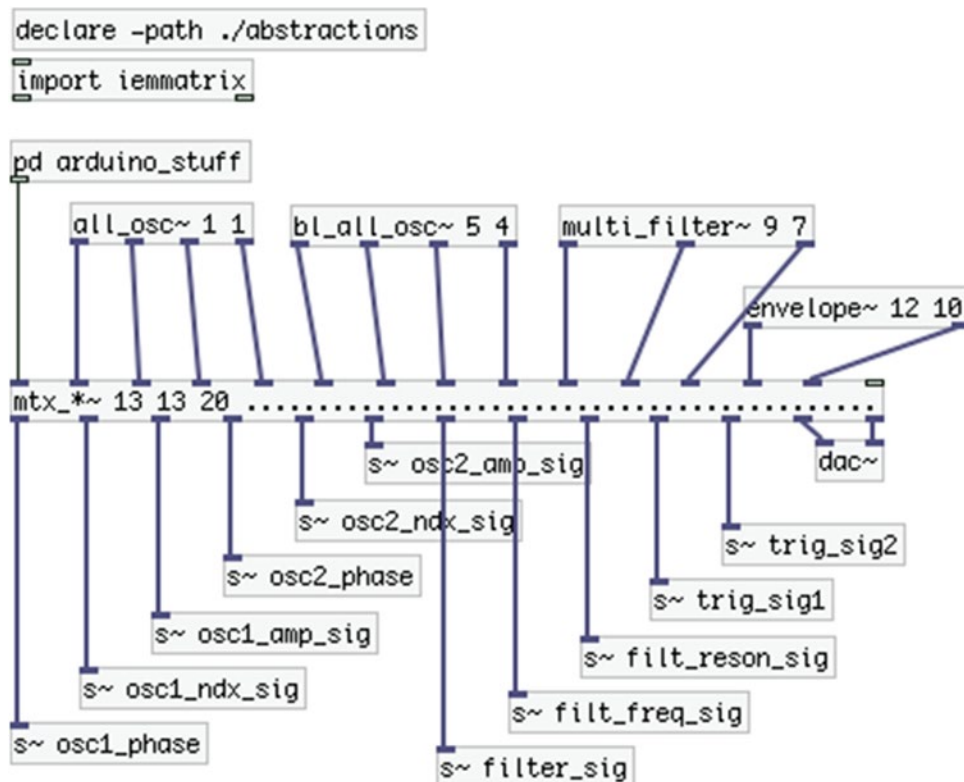 declare -path ./abstractions
import iemmatrix
pd arduino_stuff
all_osc~ 1 1
bl_all_osc~ 5 4
multi_filter~ 9 7
envelope~ 12 10
mtx_*~ 13 13 20 ............................................
dac~
s~ osc2_amp_sig
s~ osc2_ndx_sig
s~ trig_sig2
s~ osc2_phase
s~ trig_sig1
s~ osc1_amp_sig
s~ filt_reson_sig
s~ osc1_ndx_sig
s~ filt_freq_sig
s~ osc1_phase
s~ filter_sig